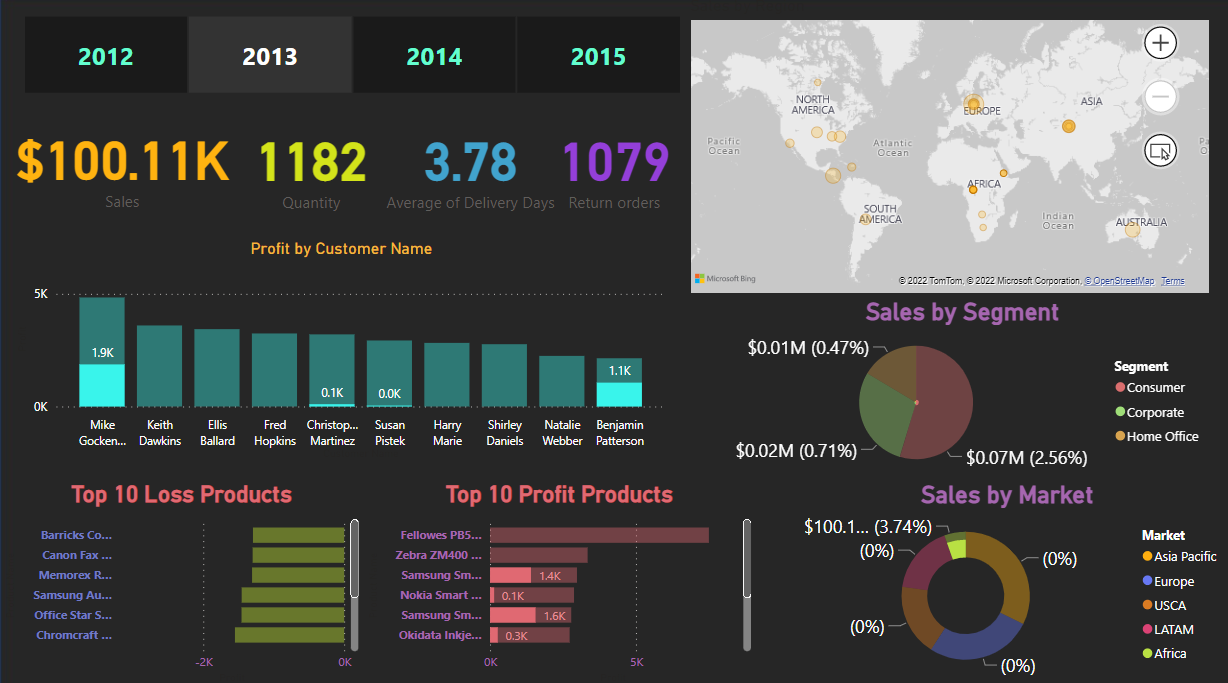 2012 2013 2014 2015
$100.11K 1182 3.78 1079
Sales Quantity Average of Delivery Days Return orders
Profit by Customer Name
5K
1.9K 0.1K 0.0K 1.1K
0K
Mike Keith Ellis Fred Christop... Susan Harry Shirley Natalie Benjamin
Gocken... Dawkins Ballard Hopkins Martinez Pistek Marie Daniels Webber Patterson
NORTH
AMERICA
EUROPE
ASIA
Pacific
Ocean
Atlantic
Ocean
AFRICA
SOUTH
AMERICA
Indian
Ocean
AUSTRALIA
Microsoft Bing
© 2022 TomTom, © 2022 Microsoft Corporation, © OpenStreetMap Terms
Sales by Segment
$0.01M (0.47%)
$0.02M (0.71%)
$0.07M (2.56%)
Segment
Consumer
Corporate
Home Office
Top 10 Loss Products
Barricks Co...
Canon Fax ...
Memorex R...
Samsung Au...
Office Star S...
Chromcraft ...
-2K 0K
Top 10 Profit Products
Fellowes PB5...
Zebra ZM400 ...
Samsung Sm... 1.4K
Nokia Smart ... 0.1K
Samsung Sm... 1.6K
Okidata Inkje... 0.3K
0K 5K
Sales by Market
$100.1... (3.74%)
(0%)
(0%)
(0%)
(0%)
Market
Asia Pacific
Europe
USCA
LATAM
Africa